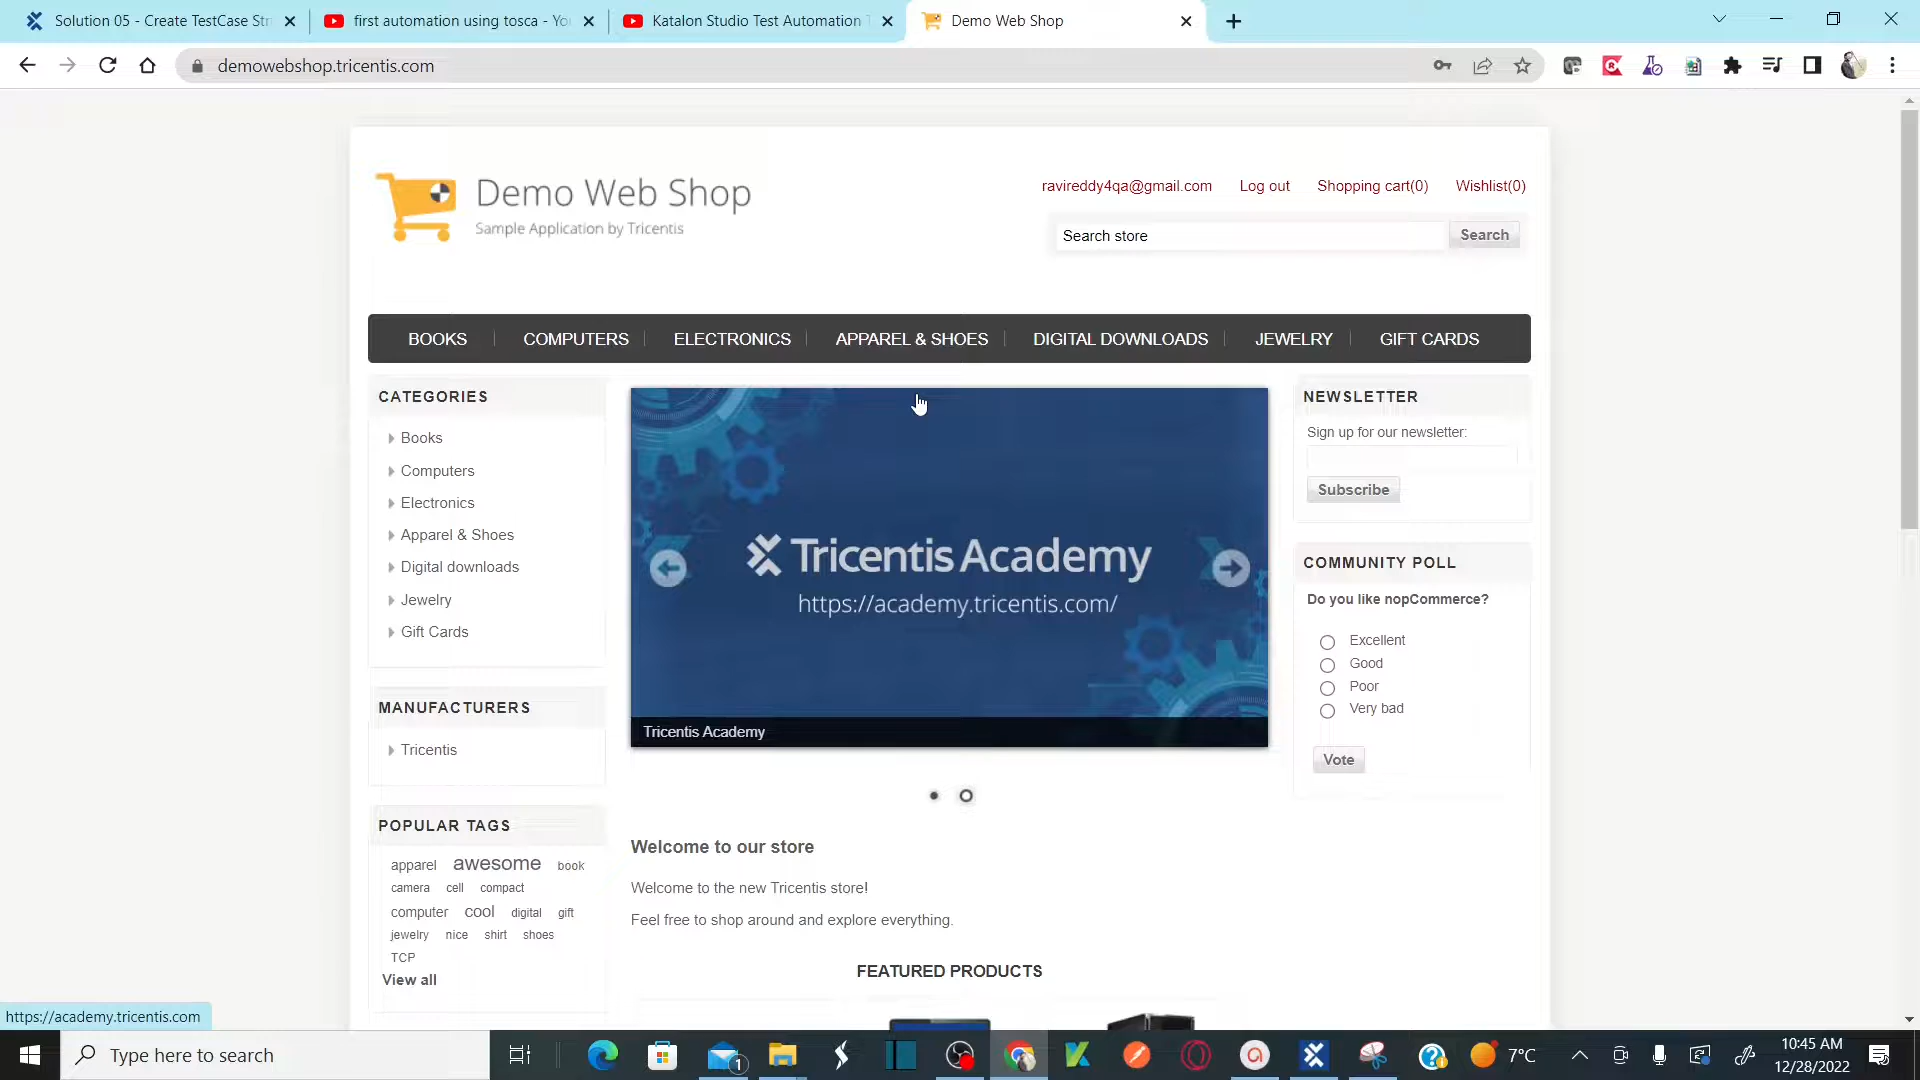 Solution 05 - Create TestCase Str
first automation using tosca - Yo
Katalon Studio Test Automation T
Demo Web Shop
demowebshop.tricentis.com
Demo Web Shop
Sample Application by Tricentis
ravireddy4qa@gmail.com Log out Shopping cart(0) Wishlist(0)
Search store Search
BOOKS COMPUTERS ELECTRONICS APPAREL & SHOES DIGITAL DOWNLOADS JEWELRY GIFT CARDS
CATEGORIES
Books
Computers
Electronics
Apparel & Shoes
Digital downloads
Jewelry
Gift Cards
MANUFACTURERS
Tricentis
POPULAR TAGS
apparel awesome book
camera cell compact
computer cool digital gift
jewelry nice shirt shoes
TCP
View all
Tricentis Academy
https://academy.tricentis.com/
Tricentis Academy
Welcome to our store
Welcome to the new Tricentis store!
Feel free to shop around and explore everything.
FEATURED PRODUCTS
NEWSLETTER
Sign up for our newsletter:
Subscribe
COMMUNITY POLL
Do you like nopCommerce?
Excellent
Good
Poor
Very bad
Vote
https://academy.tricentis.com
Type here to search
1
7°C
10:45 AM
12/28/2022